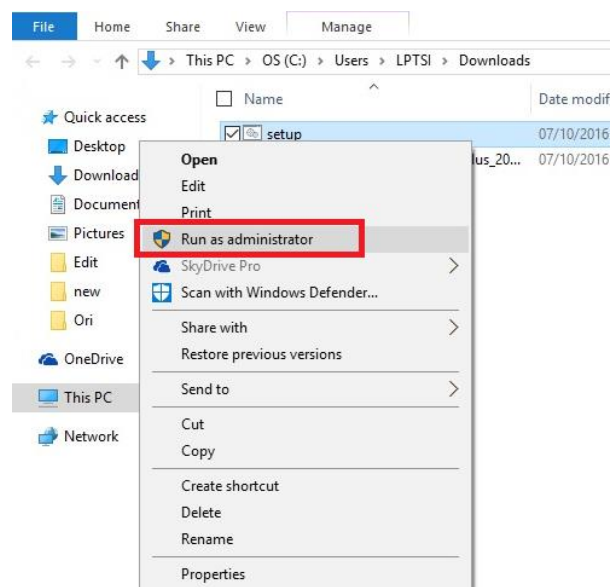 File Home Share View Manage
This PC > OS (C:) > Users > LPTSI > Downloads
Name Date modif
Quick access
setup 07/10/2016
Desktop
Open lus_20... 07/10/2016
Download
Edit
Document
Print
Pictures
Run as administrator
Edit
SkyDrive Pro
new
Scan with Windows Defender...
Ori
Share with
Restore previous versions
OneDrive
Send to
This PC
Cut
Network
Copy
Create shortcut
Delete
Rename
Properties